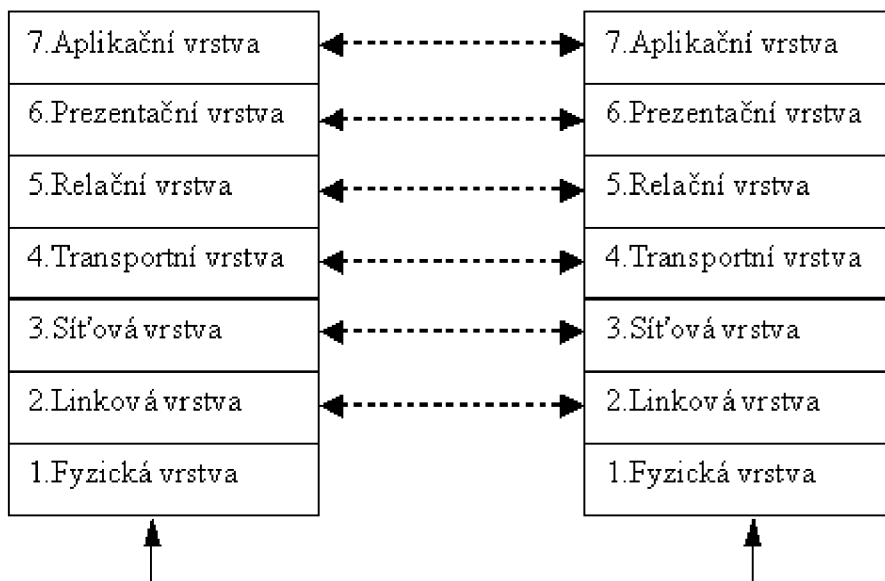 7.Aplikační vrstva
6.Prezentační vrstva
5.Relační vrstva
4.Transportní vrstva
3.Síťová vrstva
2.Linková vrstva
1.Fyzická vrstva
7.Aplikační vrstva
6.Prezentační vrstva
5.Relační vrstva
4.Transportní vrstva
3.Síťová vrstva
2.Linková vrstva
1.Fyzická vrstva